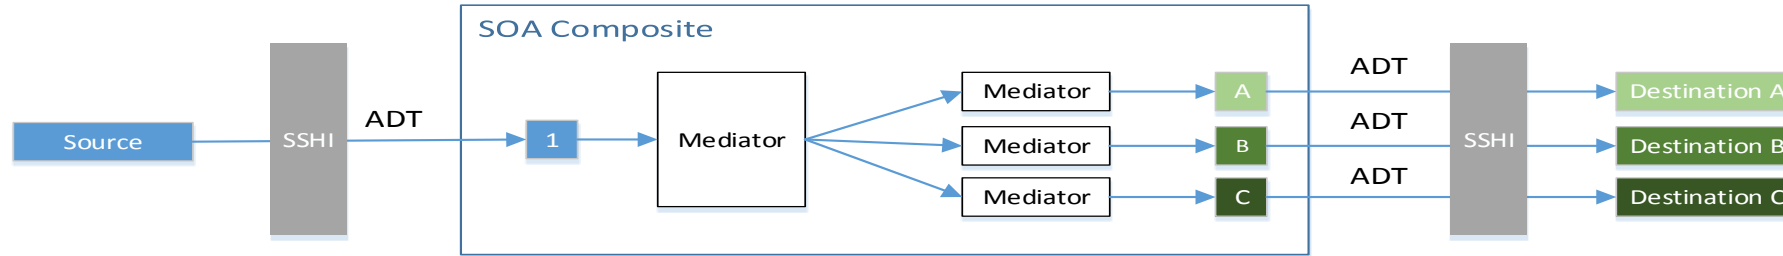 SOA Composite
Source
SSHI
ADT
1
Mediator
Mediator
Mediator
Mediator
A
B
C
ADT
ADT
ADT
SSHI
Destination A
Destination B
Destination C